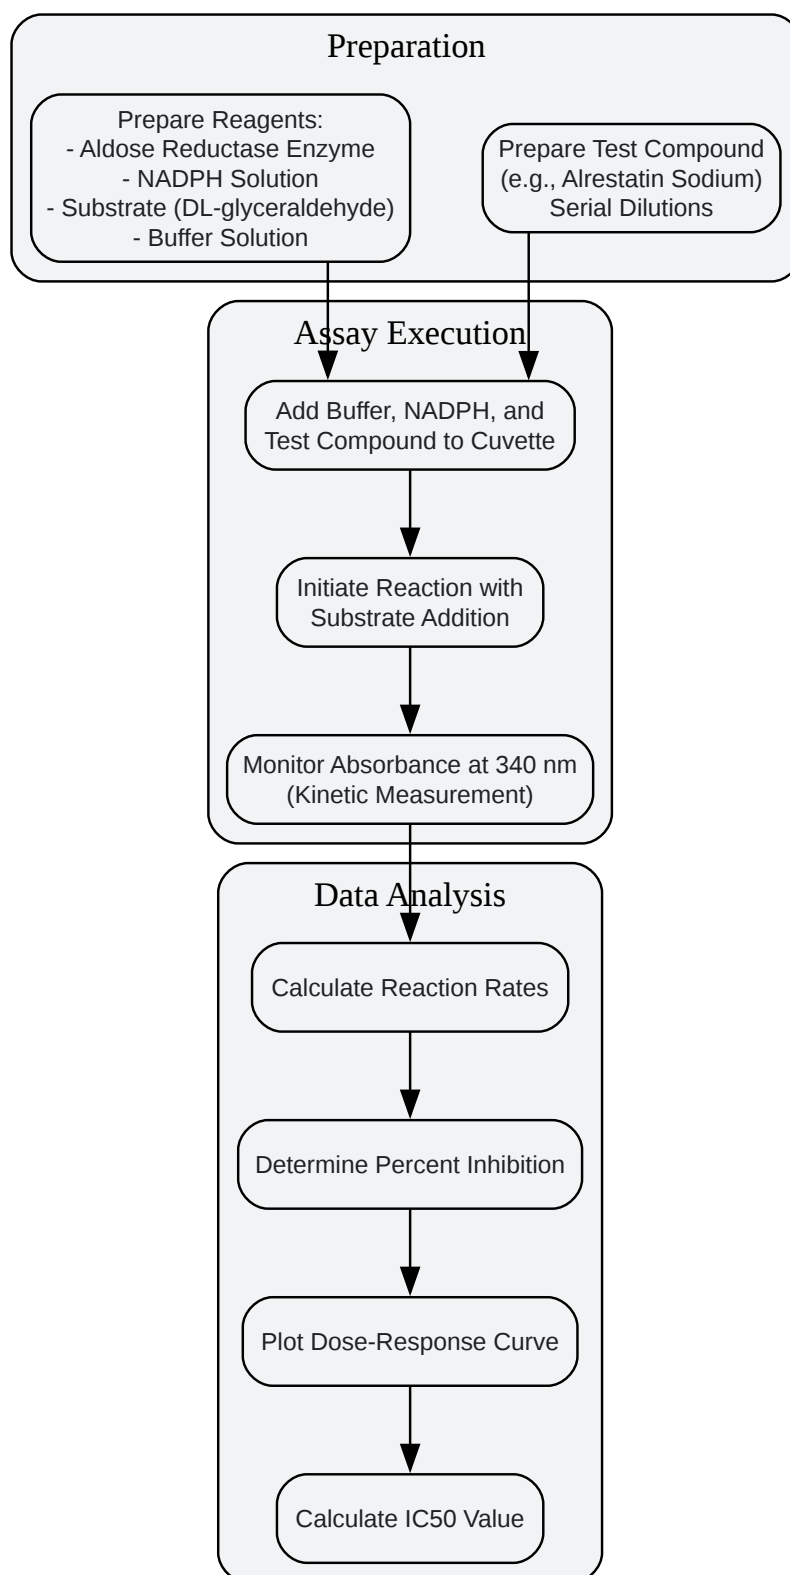 Preparation
Prepare Reagents:
- Aldose Reductase Enzyme
- NADPH Solution
- Substrate (DL-glyceraldehyde)
- Buffer Solution
Prepare Test Compound
(e.g., Alrestatin Sodium)
Serial Dilutions
Assay Execution
Add Buffer, NADPH, and
Test Compound to Cuvette
Initiate Reaction with
Substrate Addition
Monitor Absorbance at 340 nm
(Kinetic Measurement)
Data Analysis
Calculate Reaction Rates
Determine Percent Inhibition
Plot Dose-Response Curve
Calculate IC50 Value